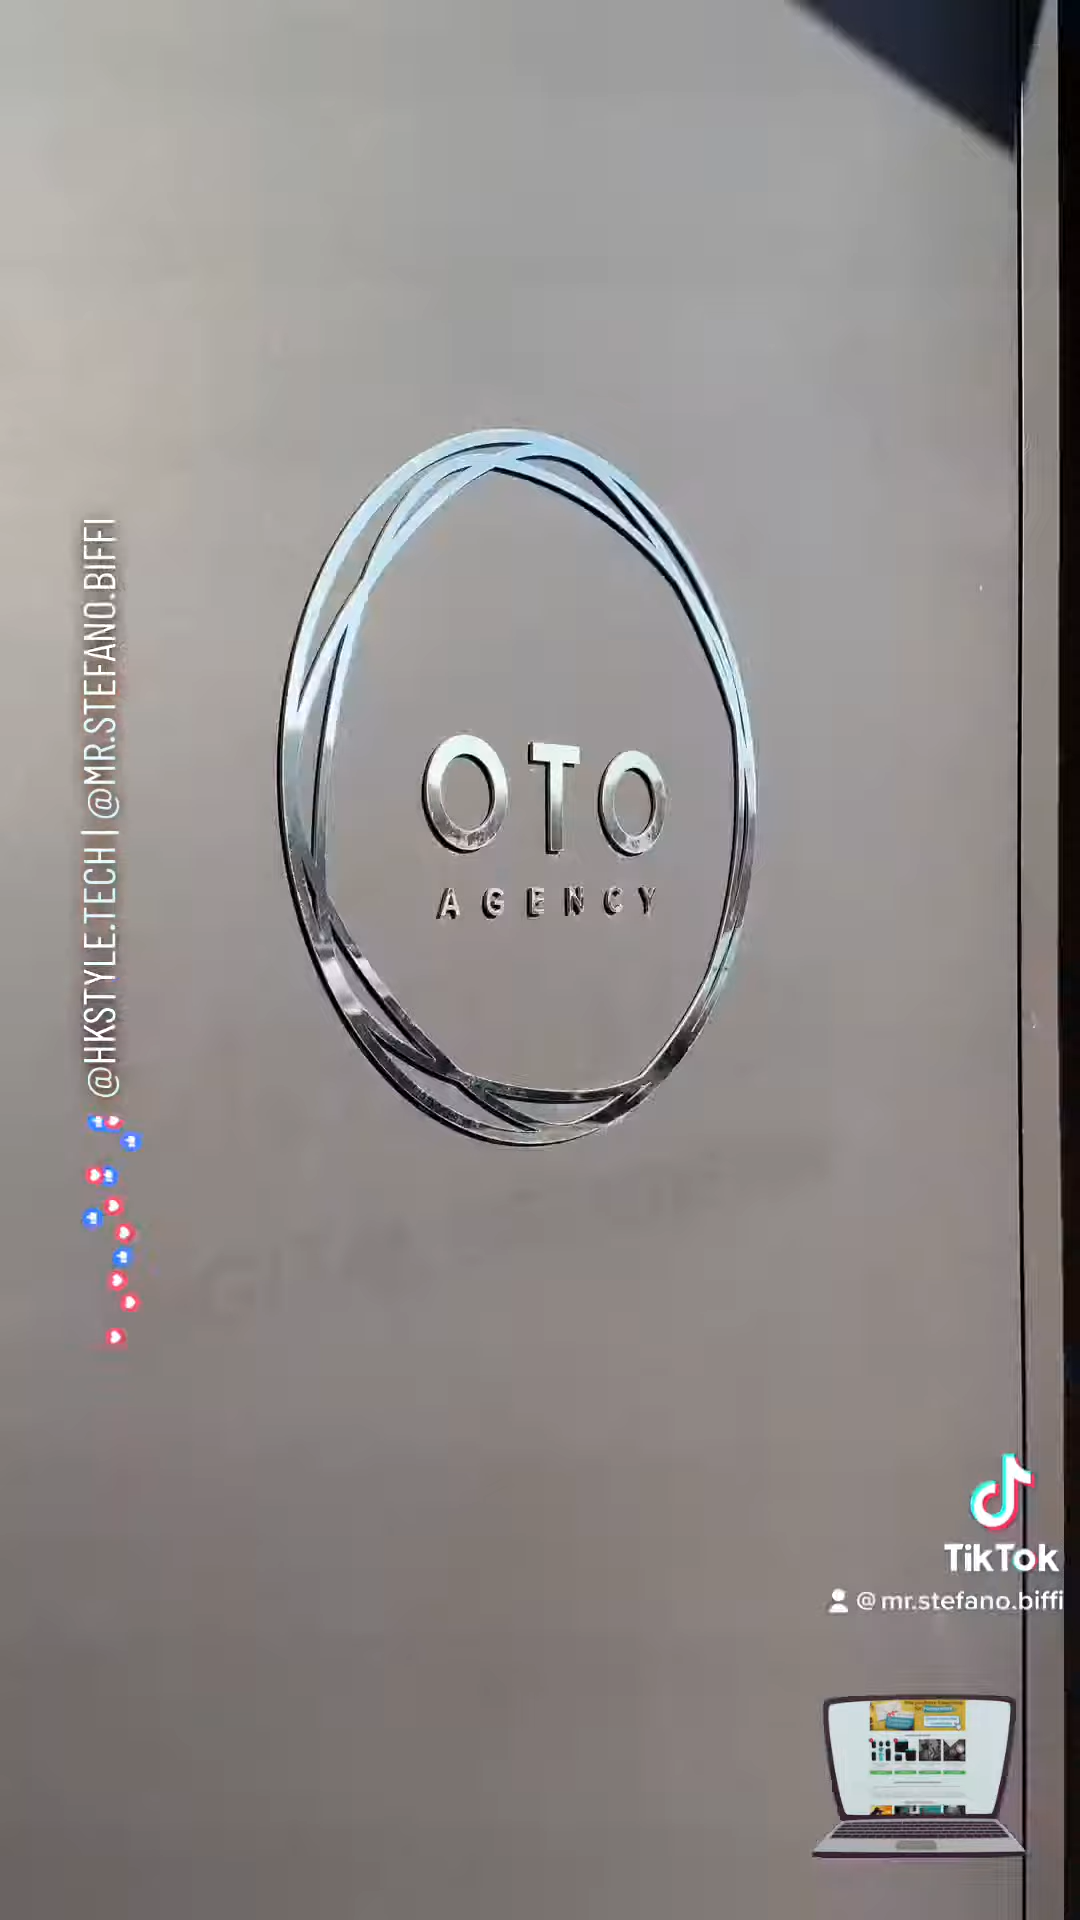 @HKSTYLE.TECH | @MR.STEFANO.BIFFI
OTO
AGENCY
TikTok
@mr.stefano.biffi